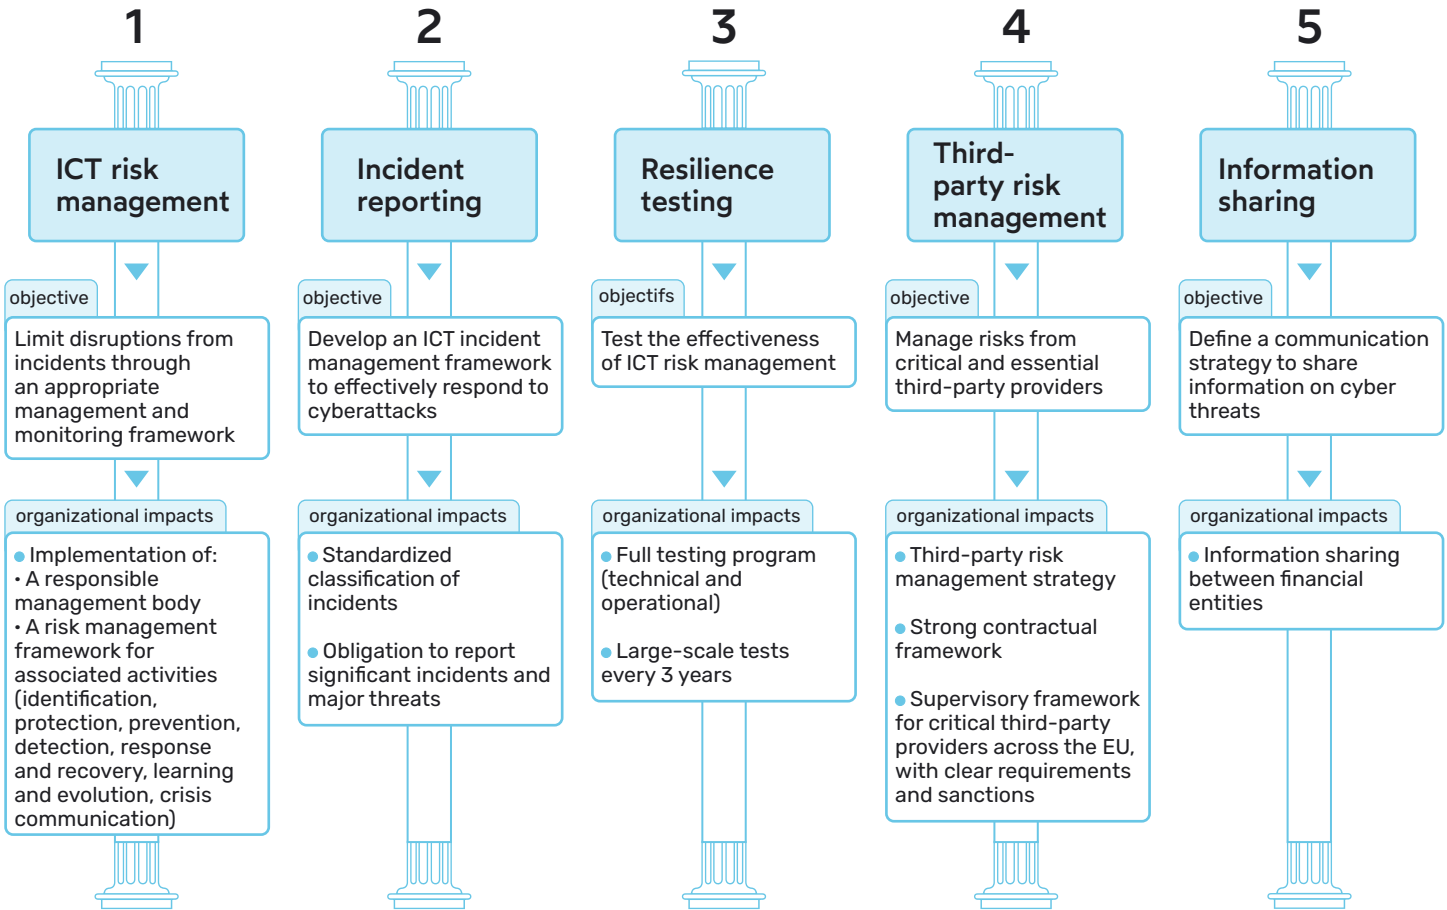 1
ICT risk
management
objective
Limit disruptions from
incidents through
an appropriate
management and
monitoring framework
organizational impacts
• Implementation of:
· A responsible
management body
· A risk management
framework for
associated activities
(identification,
protection, prevention,
detection, response
and recovery, learning
and evolution, crisis
communication)
2
Incident
reporting
objective
Develop an ICT incident
management framework
to effectively respond to
cyberattacks
organizational impacts
• Standardized
classification of
incidents
• Obligation to report
significant incidents and
major threats
3
Resilience
testing
objectifs
Test the effectiveness
of ICT risk management
organizational impacts
• Full testing program
(technical and
operational)
• Large-scale tests
every 3 years
4
Third-
party risk
management
objective
Manage risks from
critical and essential
third-party providers
organizational impacts
• Third-party risk
management strategy
• Strong contractual
framework
• Supervisory framework
for critical third-party
providers across the EU,
with clear requirements
and sanctions
5
Information
sharing
objective
Define a communication
strategy to share
information on cyber
threats
organizational impacts
• Information sharing
between financial
entities